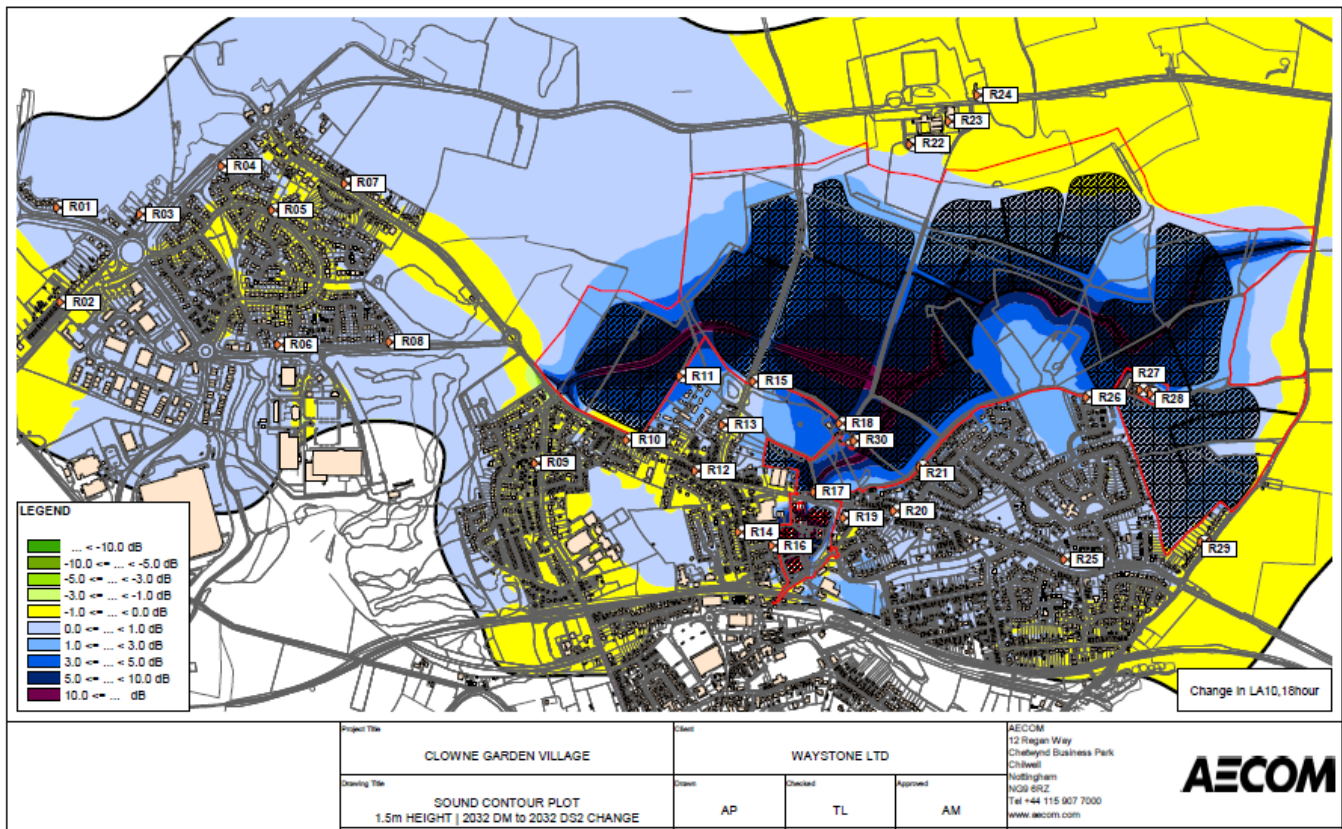 R24
R23
R22
R04
R07
R01
R03
R05
R02
R06
R08
R11
R15
R27
R26
R28
R13
R18
R10
R30
R09
R12
R21
R17
R20
R19
R14
R16
R29
R25
LEGEND
... < -10.0 dB
-10.0 <= ... < -5.0 dB
-5.0 <= ... < -3.0 dB
-3.0 <= ... < -1.0 dB
-1.0 <= ... < 0.0 dB
0.0 <= ... < 1.0 dB
1.0 <= ... < 3.0 dB
3.0 <= ... < 5.0 dB
5.0 <= ... < 10.0 dB
10.0 <= ... dB
Change in LA10,18hour
Project Title
CLOWNE GARDEN VILLAGE
Client
WAYSTONE LTD
Drawing Title
SOUND CONTOUR PLOT
1.5m HEIGHT | 2032 DM to 2032 DS2 CHANGE
Drawn
AP
Checked
TL
Approved
AM
AECOM
12 Regan Way
Chetwynd Business Park
Chilwell
Nottingham
NG9 6RZ
Tel +44 115 907 7000
www.aecom.com
AECOM